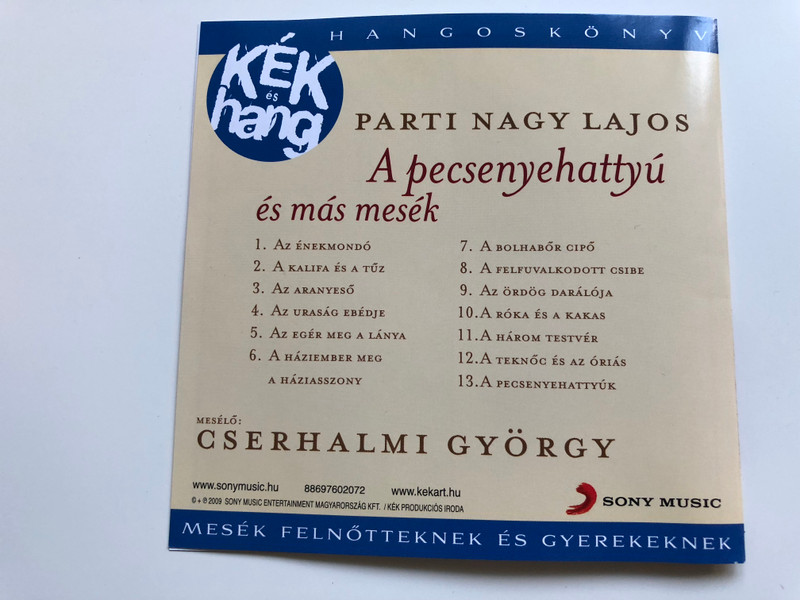 HANGOSKÖNYV
KÉK
és
hang
PARTI NAGY LAJOS
A pecsenyehattyú
és más mesék
1. Az énekmondó
2. A kalifa és a tűz
3. Az aranyeső
4. Az uraság ebédje
5. Az egér meg a lánya
6. A háziember meg
a háziasszony
7. A bolhabőr cipő
8. A felfuvalkodott csibe
9. Az ördög darálója
10. A róka és a kakas
11. A három testvér
12. A teknőc és az óriás
13. A pecsenyehattyúk
MESÉLŐ:
CSERHALMI GYÖRGY
www.sonymusic.hu 88697602072 www.kekart.hu
© + ℗ 2009 SONY MUSIC ENTERTAINMENT MAGYARORSZÁG KFT. / KÉK PRODUKCIÓS IRODA
SONY MUSIC
MESÉK FELNŐTTEKNEK ÉS GYEREKEKNEK